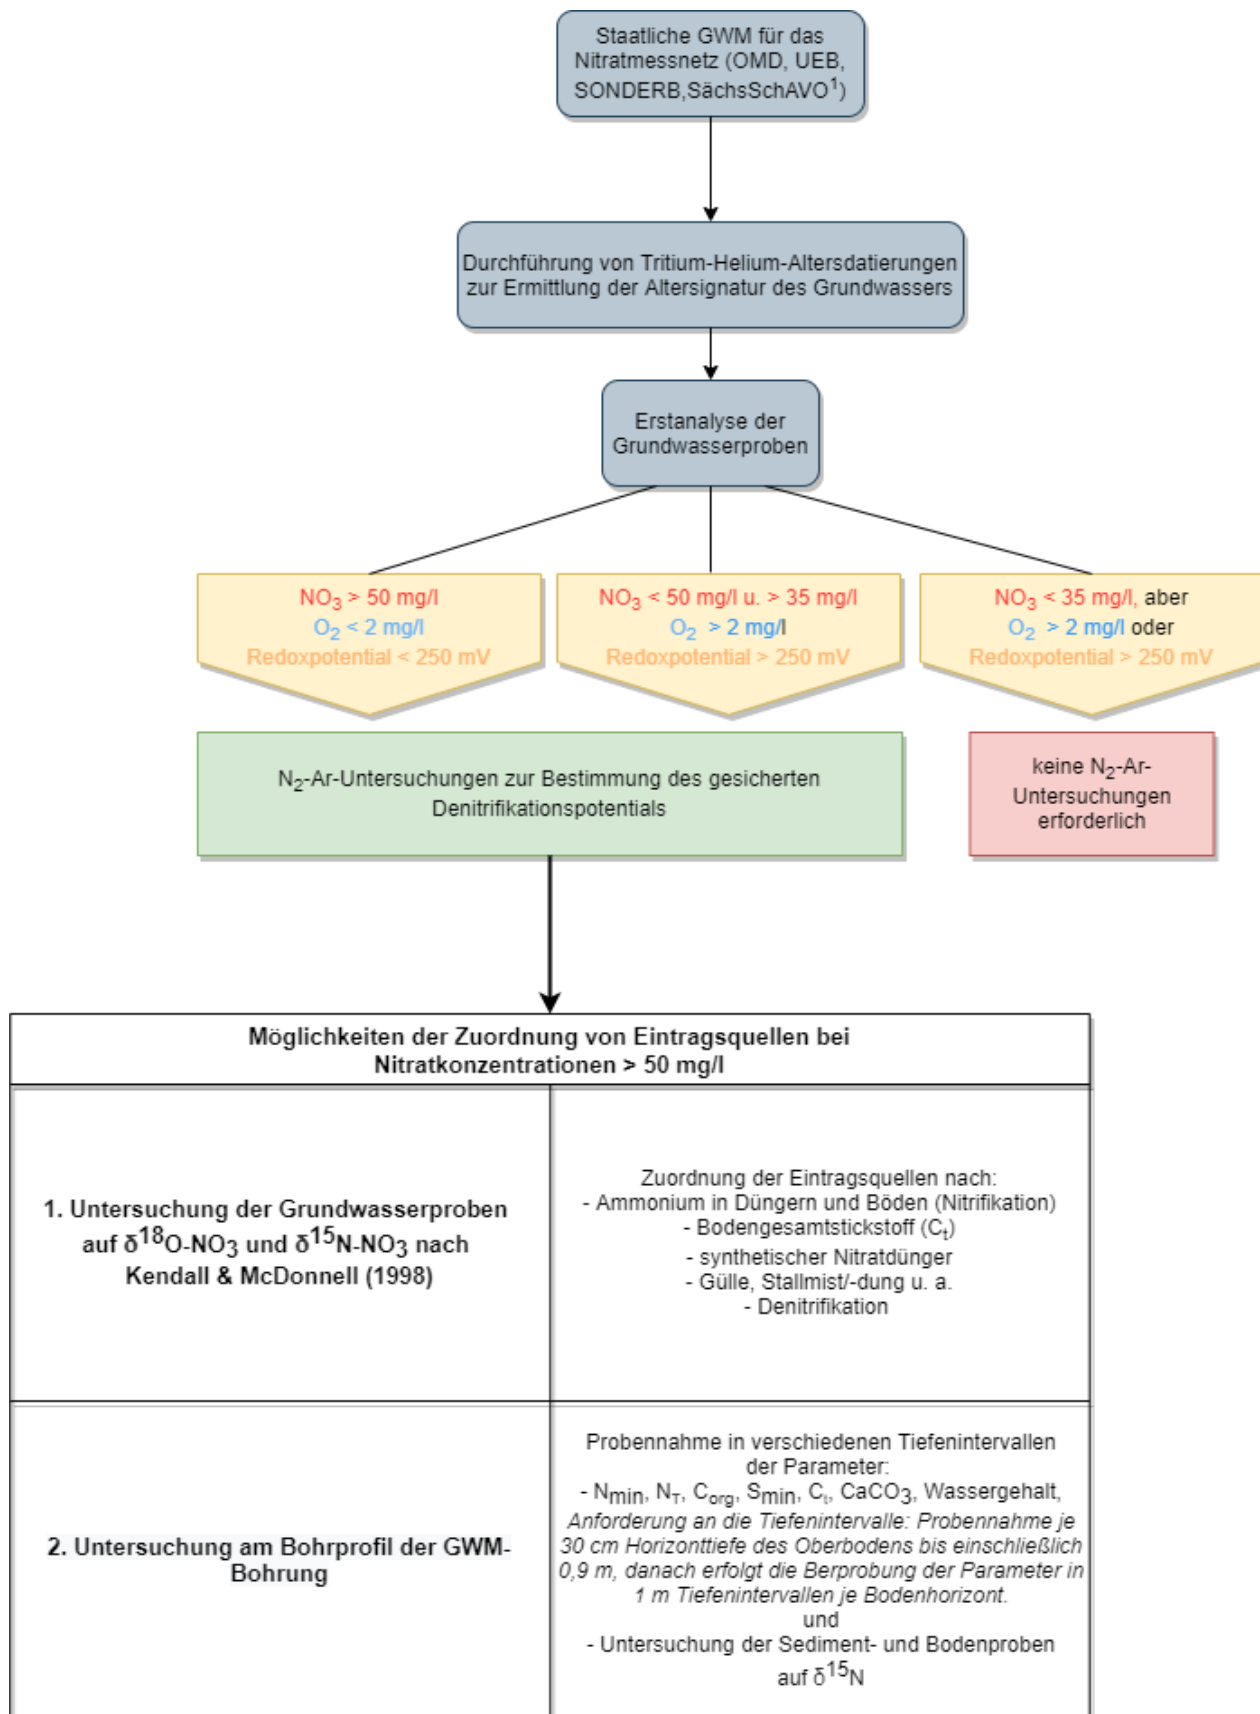 Staatliche GWM für das
Nitratmessnetz (OMD, UEB,
SONDERB,SächsSchAVO¹)
Durchführung von Tritium-Helium-Altersdatierungen
zur Ermittlung der Altersignatur des Grundwassers
Erstanalyse der
Grundwasserproben
NO₃ > 50 mg/l
O₂ < 2 mg/l
Redoxpotential < 250 mV
NO₃ < 50 mg/l u. > 35 mg/l
O₂ > 2 mg/l
Redoxpotential > 250 mV
NO₃ < 35 mg/l, aber
O₂ > 2 mg/l oder
Redoxpotential > 250 mV
N₂-Ar-Untersuchungen zur Bestimmung des gesicherten
Denitrifikationspotentials
keine N₂-Ar-
Untersuchungen
erforderlich
Möglichkeiten der Zuordnung von Eintragsquellen bei
Nitratkonzentrationen > 50 mg/l
1. Untersuchung der Grundwasserproben
auf δ¹⁸O-NO₃ und δ¹⁵N-NO₃ nach
Kendall & McDonnell (1998)
Zuordnung der Eintragsquellen nach:
- Ammonium in Düngern und Böden (Nitrifikation)
- Bodengesamtstickstoff (Cₜ)
- synthetischer Nitratdünger
- Gülle, Stallmist/-dung u. a.
- Denitrifikation
2. Untersuchung am Bohrprofil der GWM-
Bohrung
Probennahme in verschiedenen Tiefenintervallen
der Parameter:
- Nmin, NT, Corg, Smin, Cₜ, CaCO₃, Wassergehalt,
Anforderung an die Tiefenintervalle: Probennahme je
30 cm Horizonttiefe des Oberbodens bis einschließlich
0,9 m, danach erfolgt die Berprobung der Parameter in
1 m Tiefenintervallen je Bodenhorizont.
und
- Untersuchung der Sediment- und Bodenproben
auf δ¹⁵N